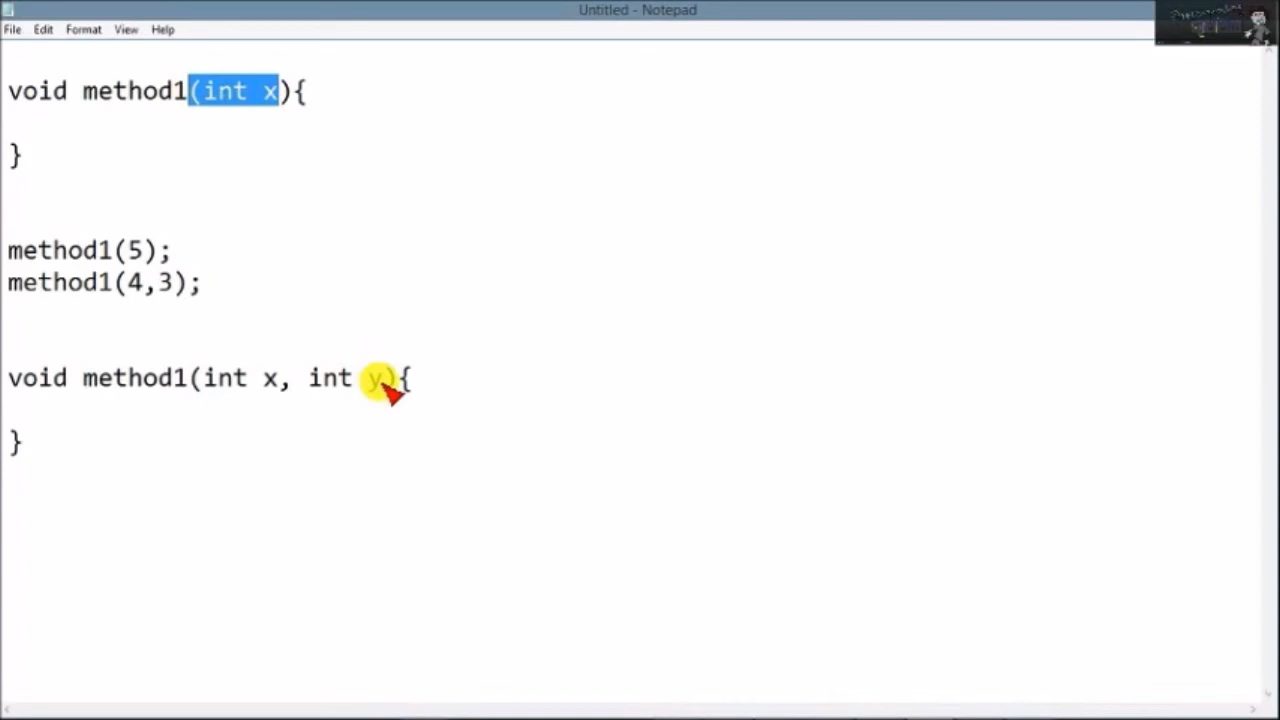 Untitled - Notepad
File Edit Format View Help
void method1(int x){
}
method1(5);
method1(4,3);
void method1(int x, int y){
}